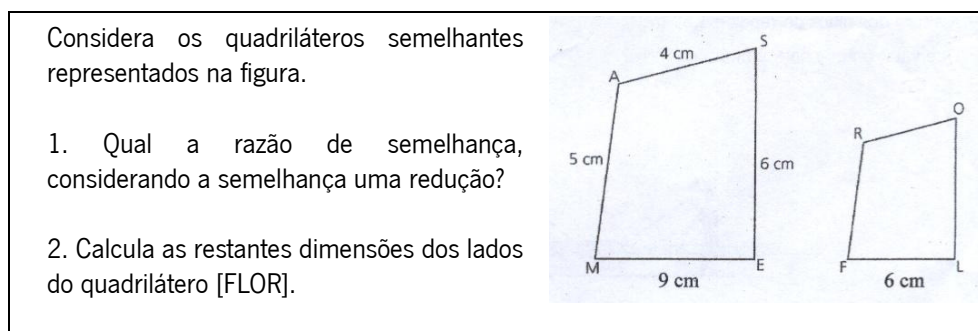 Considera os quadriláteros semelhantes
representados na figura.
1. Qual a razão de semelhança,
considerando a semelhança uma redução?
2. Calcula as restantes dimensões dos lados
do quadrilátero [FLOR].
S
4 cm
A
O
R
5 cm
6 cm
M
E
F
L
9 cm
6 cm